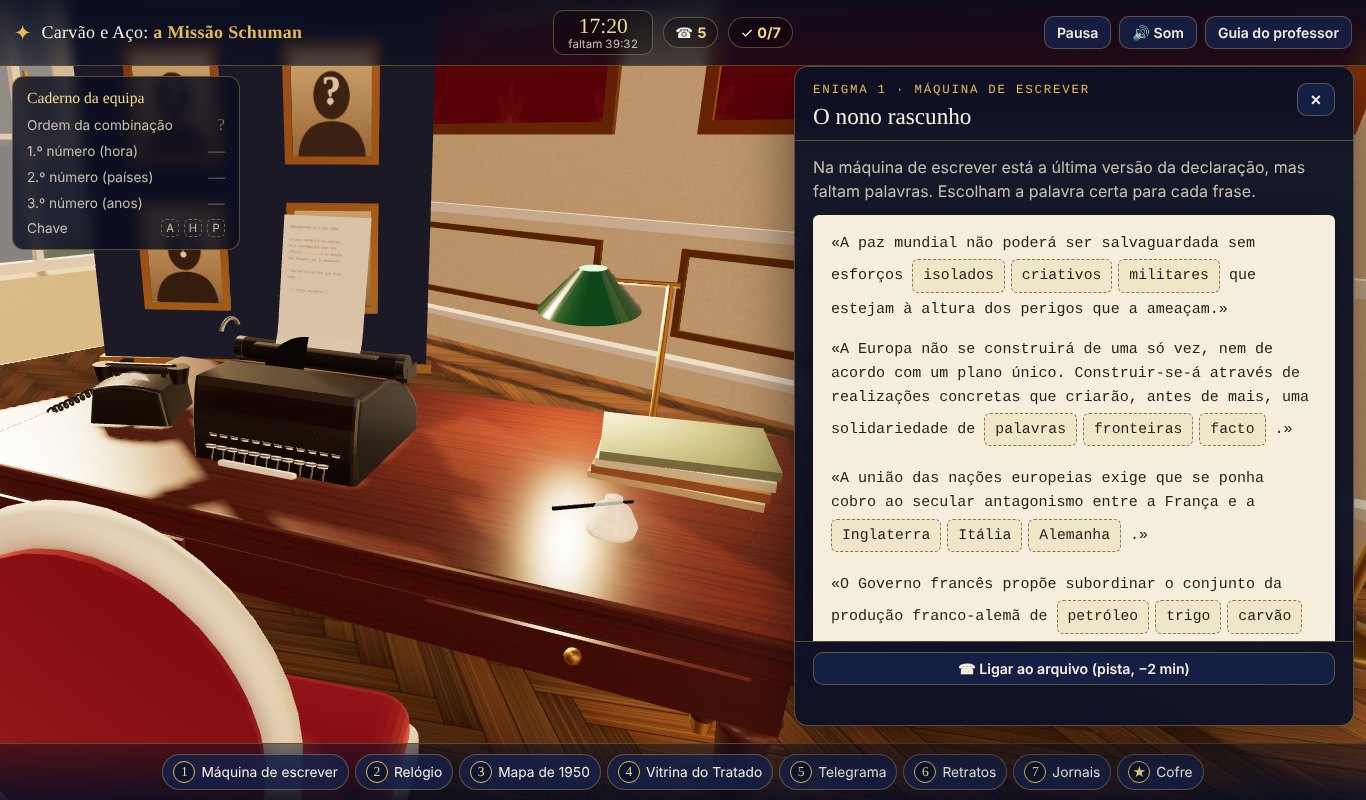 ✦ Carvão e Aço: a Missão Schuman
17:20
faltam 39:32
☎ 5
✓ 0/7
Pausa
🔊 Som
Guia do professor
Caderno da equipa
Ordem da combinação ?
1.º número (hora) —
2.º número (países) —
3.º número (anos) —
Chave A H P
?
ENIGMA 1 · MÁQUINA DE ESCREVER
O nono rascunho
×
Na máquina de escrever está a última versão da declaração, mas
faltam palavras. Escolham a palavra certa para cada frase.
«A paz mundial não poderá ser salvaguardada sem
esforços isolados criativos militares que
estejam à altura dos perigos que a ameaçam.»
«A Europa não se construirá de uma só vez, nem de
acordo com um plano único. Construir-se-á através de
realizações concretas que criarão, antes de mais, uma
solidariedade de palavras fronteiras facto .»
«A união das nações europeias exige que se ponha
cobro ao secular antagonismo entre a França e a
Inglaterra Itália Alemanha .»
«O Governo francês propõe subordinar o conjunto da
produção franco-alemã de petróleo trigo carvão
☎ Ligar ao arquivo (pista, −2 min)
1 Máquina de escrever
2 Relógio
3 Mapa de 1950
4 Vitrina do Tratado
5 Telegrama
6 Retratos
7 Jornais
★ Cofre